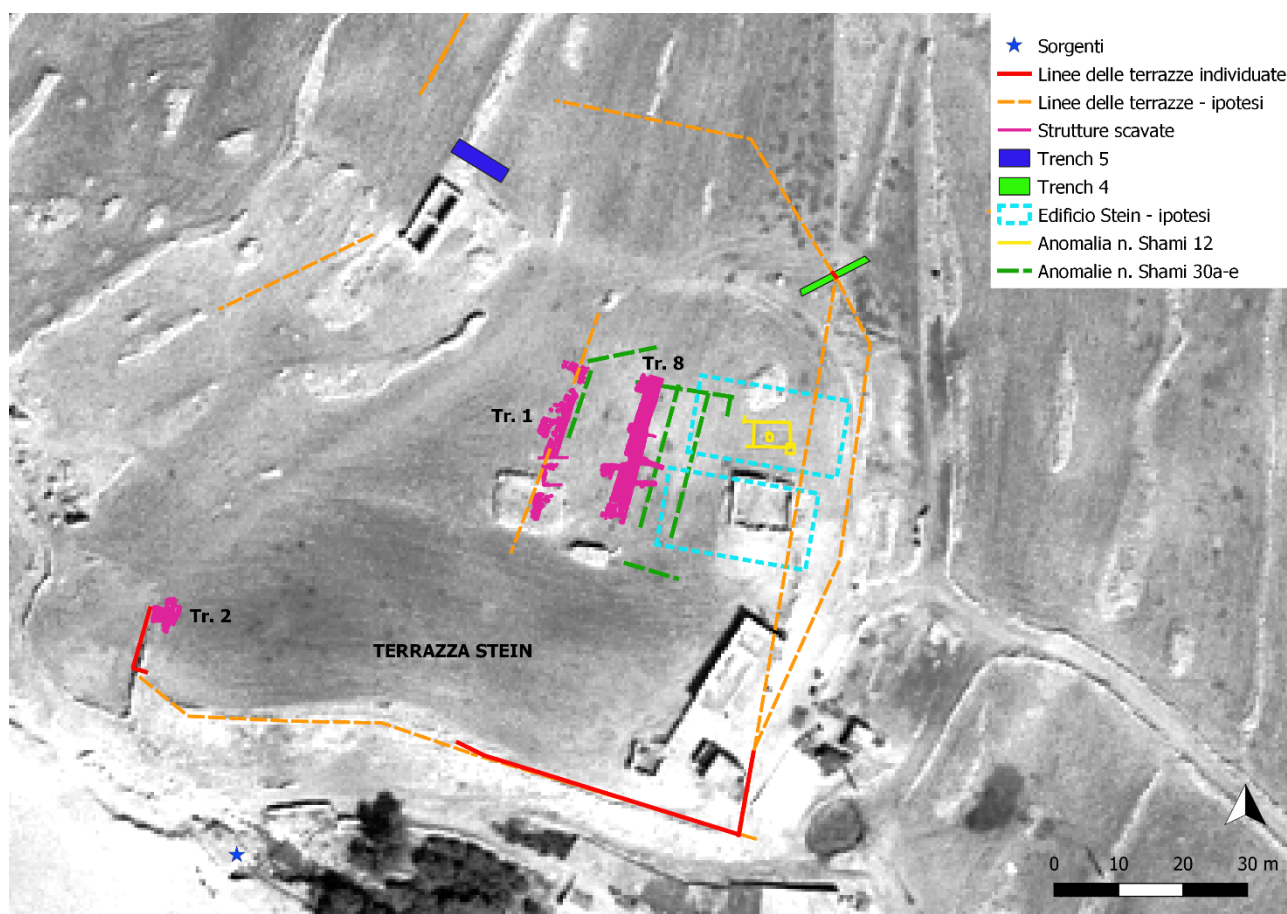 Sorgenti
Linee delle terrazze individuate
Linee delle terrazze - ipotesi
Strutture scavate
Trench 5
Trench 4
Edificio Stein - ipotesi
Anomalia n. Shami 12
Anomalie n. Shami 30a-e
Tr. 8
Tr. 1
Tr. 2
TERRAZZA STEIN
0 10 20 30 m